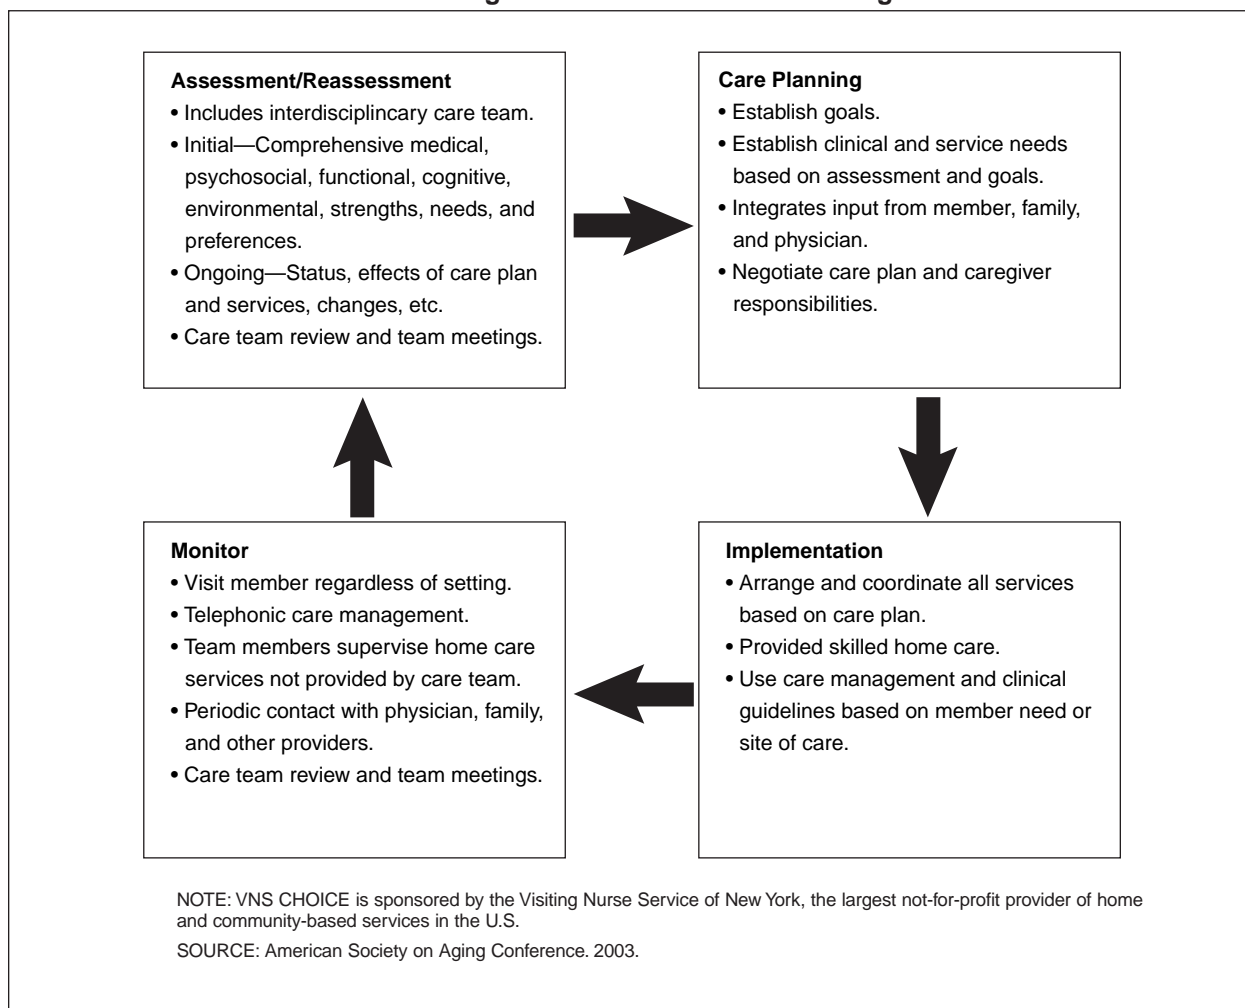 Assessment/Reassessment
• Includes interdisciplincary care team.
• Initial—Comprehensive medical,
psychosocial, functional, cognitive,
environmental, strengths, needs, and
preferences.
• Ongoing—Status, effects of care plan
and services, changes, etc.
• Care team review and team meetings.
Care Planning
• Establish goals.
• Establish clinical and service needs
based on assessment and goals.
• Integrates input from member, family,
and physician.
• Negotiate care plan and caregiver
responsibilities.
Monitor
• Visit member regardless of setting.
• Telephonic care management.
• Team members supervise home care
services not provided by care team.
• Periodic contact with physician, family,
and other providers.
• Care team review and team meetings.
Implementation
• Arrange and coordinate all services
based on care plan.
• Provided skilled home care.
• Use care management and clinical
guidelines based on member need or
site of care.
NOTE: VNS CHOICE is sponsored by the Visiting Nurse Service of New York, the largest not-for-profit provider of home
and community-based services in the U.S.
SOURCE: American Society on Aging Conference. 2003.